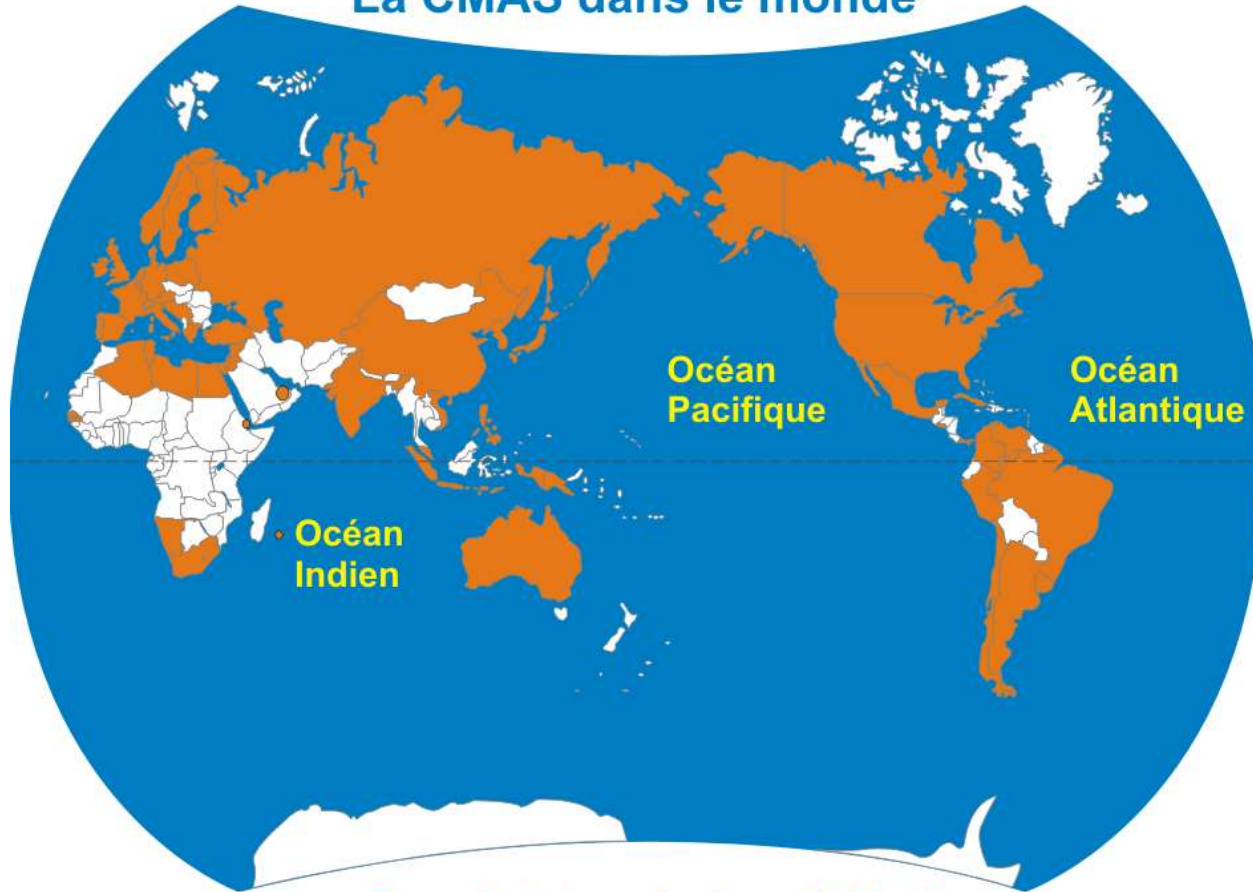 La CMAS dans le monde
Océan
Pacifique
Océan
Atlantique
Océan
Indien